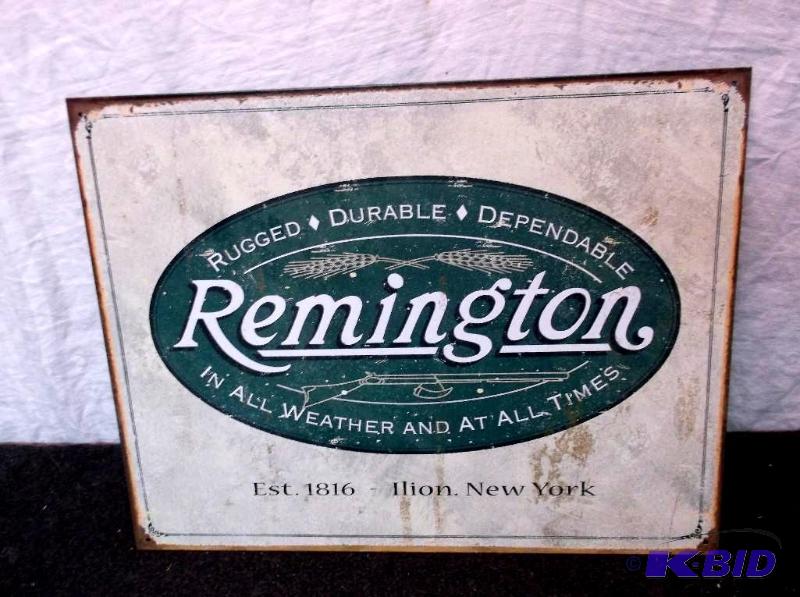 RUGGED ♦ DURABLE ♦ DEPENDABLE
Remington
IN ALL WEATHER AND AT ALL TIMES
Est. 1816 - Ilion. New York
© K-BID